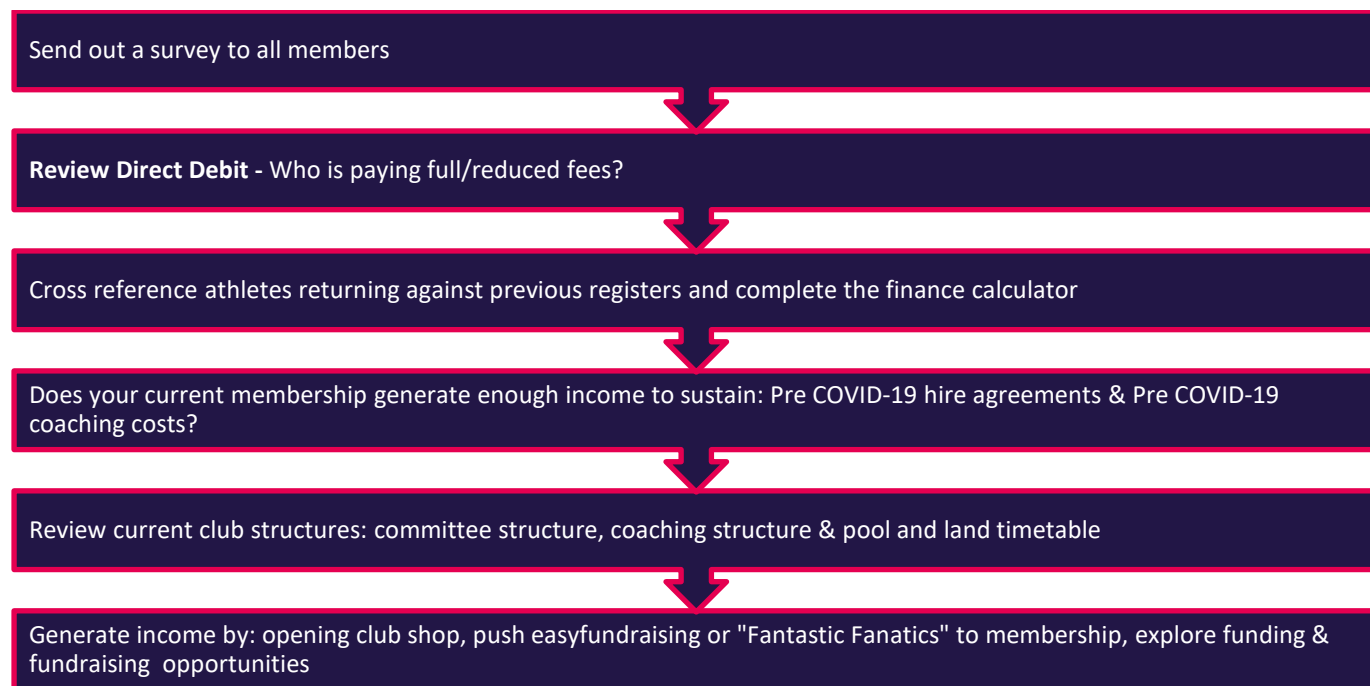 Send out a survey to all members
Review Direct Debit - Who is paying full/reduced fees?
Cross reference athletes returning against previous registers and complete the finance calculator
Does your current membership generate enough income to sustain: Pre COVID-19 hire agreements & Pre COVID-19
coaching costs?
Review current club structures: committee structure, coaching structure & pool and land timetable
Generate income by: opening club shop, push easyfundraising or "Fantastic Fanatics" to membership, explore funding &
fundraising  opportunities